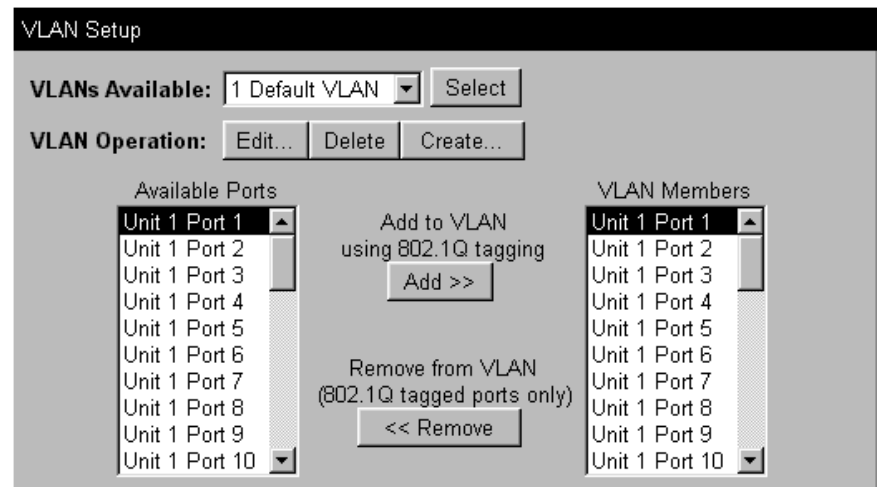 VLAN Setup
VLANs Available: 1 Default VLAN Select
VLAN Operation: Edit... Delete Create...
Available Ports
Unit 1 Port 1
Unit 1 Port 2
Unit 1 Port 3
Unit 1 Port 4
Unit 1 Port 5
Unit 1 Port 6
Unit 1 Port 7
Unit 1 Port 8
Unit 1 Port 9
Unit 1 Port 10
Add to VLAN
using 802.1Q tagging
Add >>
Remove from VLAN
(802.1Q tagged ports only)
<< Remove
VLAN Members
Unit 1 Port 1
Unit 1 Port 2
Unit 1 Port 3
Unit 1 Port 4
Unit 1 Port 5
Unit 1 Port 6
Unit 1 Port 7
Unit 1 Port 8
Unit 1 Port 9
Unit 1 Port 10